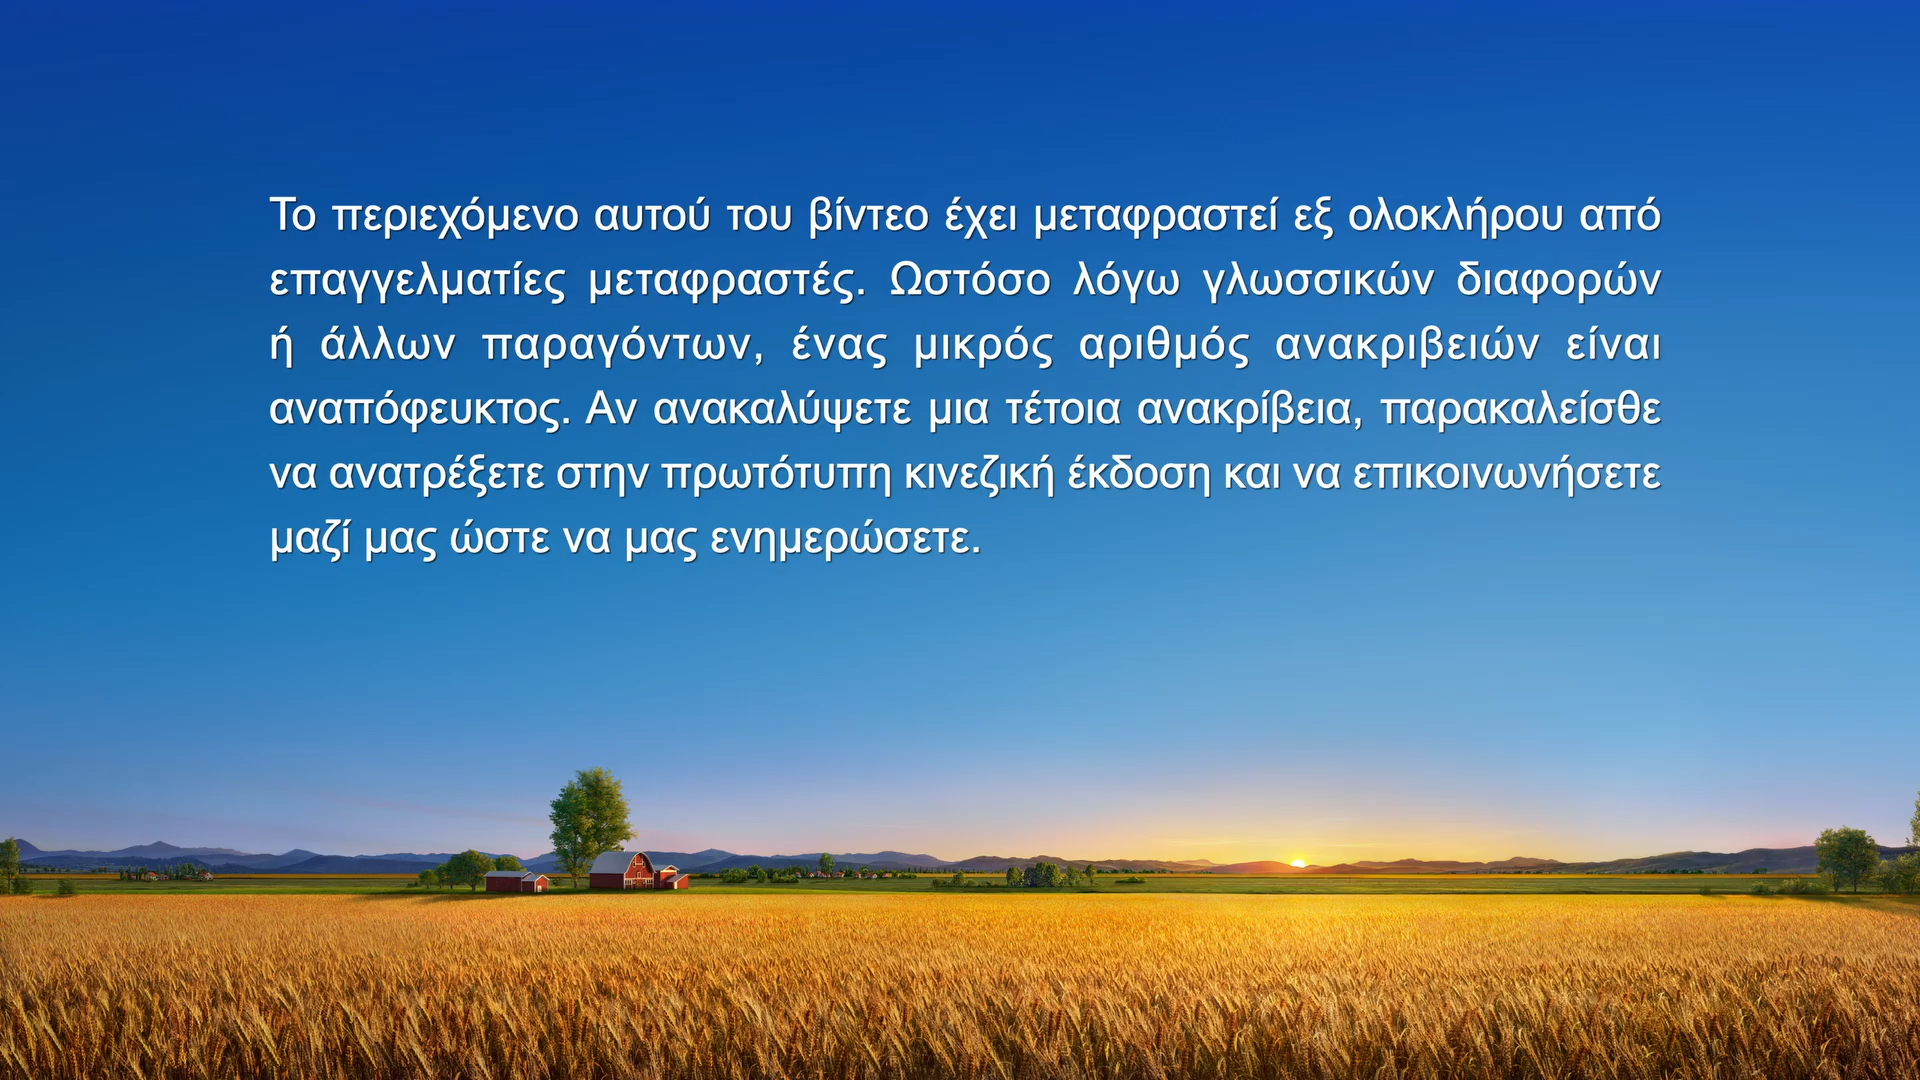 Το περιεχόμενο αυτού του βίντεο έχει μεταφραστεί εξ ολοκλήρου από
επαγγελματίες μεταφραστές. Ωστόσο λόγω γλωσσικών διαφορών
ή άλλων παραγόντων, ένας μικρός αριθμός ανακριβειών είναι
αναπόφευκτος. Αν ανακαλύψετε μια τέτοια ανακρίβεια, παρακαλείσθε
να ανατρέξετε στην πρωτότυπη κινεζική έκδοση και να επικοινωνήσετε
μαζί μας ώστε να μας ενημερώσετε.